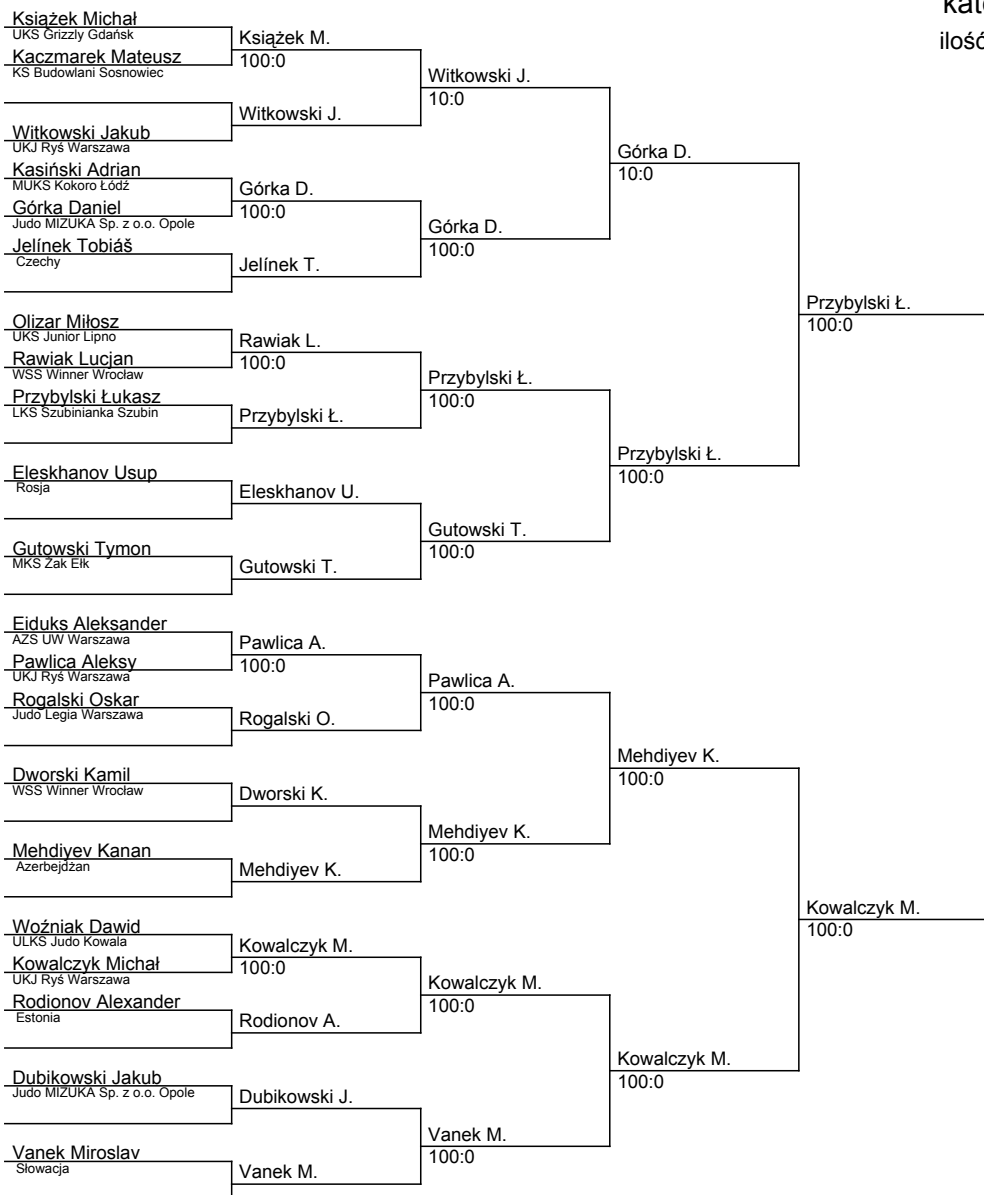 kate
ilość
Książek Michał
UKS Grizzly Gdańsk
Kaczmarek Mateusz
KS Budowlani Sosnowiec
Witkowski Jakub
UKJ Ryś Warszawa
Kasiński Adrian
MUKS Kokoro Łódź
Górka Daniel
Judo MIZUKA Sp. z o.o. Opole
Jelínek Tobiáš
Czechy
Olizar Miłosz
UKS Junior Lipno
Rawiak Lucjan
WSS Winner Wrocław
Przybylski Łukasz
LKS Szubinianka Szubin
Eleskhanov Usup
Rosja
Gutowski Tymon
MKS Żak Ełk
Eiduks Aleksander
AZS UW Warszawa
Pawlica Aleksy
UKJ Ryś Warszawa
Rogalski Oskar
Judo Legia Warszawa
Dworski Kamil
WSS Winner Wrocław
Mehdiyev Kanan
Azerbejdżan
Woźniak Dawid
ULKS Judo Kowala
Kowalczyk Michał
UKJ Ryś Warszawa
Rodionov Alexander
Estonia
Dubikowski Jakub
Judo MIZUKA Sp. z o.o. Opole
Vanek Miroslav
Słowacja
Książek M.
100:0
Witkowski J.
Górka D.
100:0
Jelínek T.
Rawiak L.
100:0
Przybylski Ł.
Eleskhanov U.
Gutowski T.
Pawlica A.
100:0
Rogalski O.
Dworski K.
Mehdiyev K.
Kowalczyk M.
100:0
Rodionov A.
Dubikowski J.
Vanek M.
Witkowski J.
10:0
Górka D.
100:0
Przybylski Ł.
100:0
Gutowski T.
100:0
Pawlica A.
100:0
Mehdiyev K.
100:0
Kowalczyk M.
100:0
Vanek M.
100:0
Górka D.
10:0
Przybylski Ł.
100:0
Mehdiyev K.
100:0
Kowalczyk M.
100:0
Przybylski Ł.
100:0
Kowalczyk M.
100:0